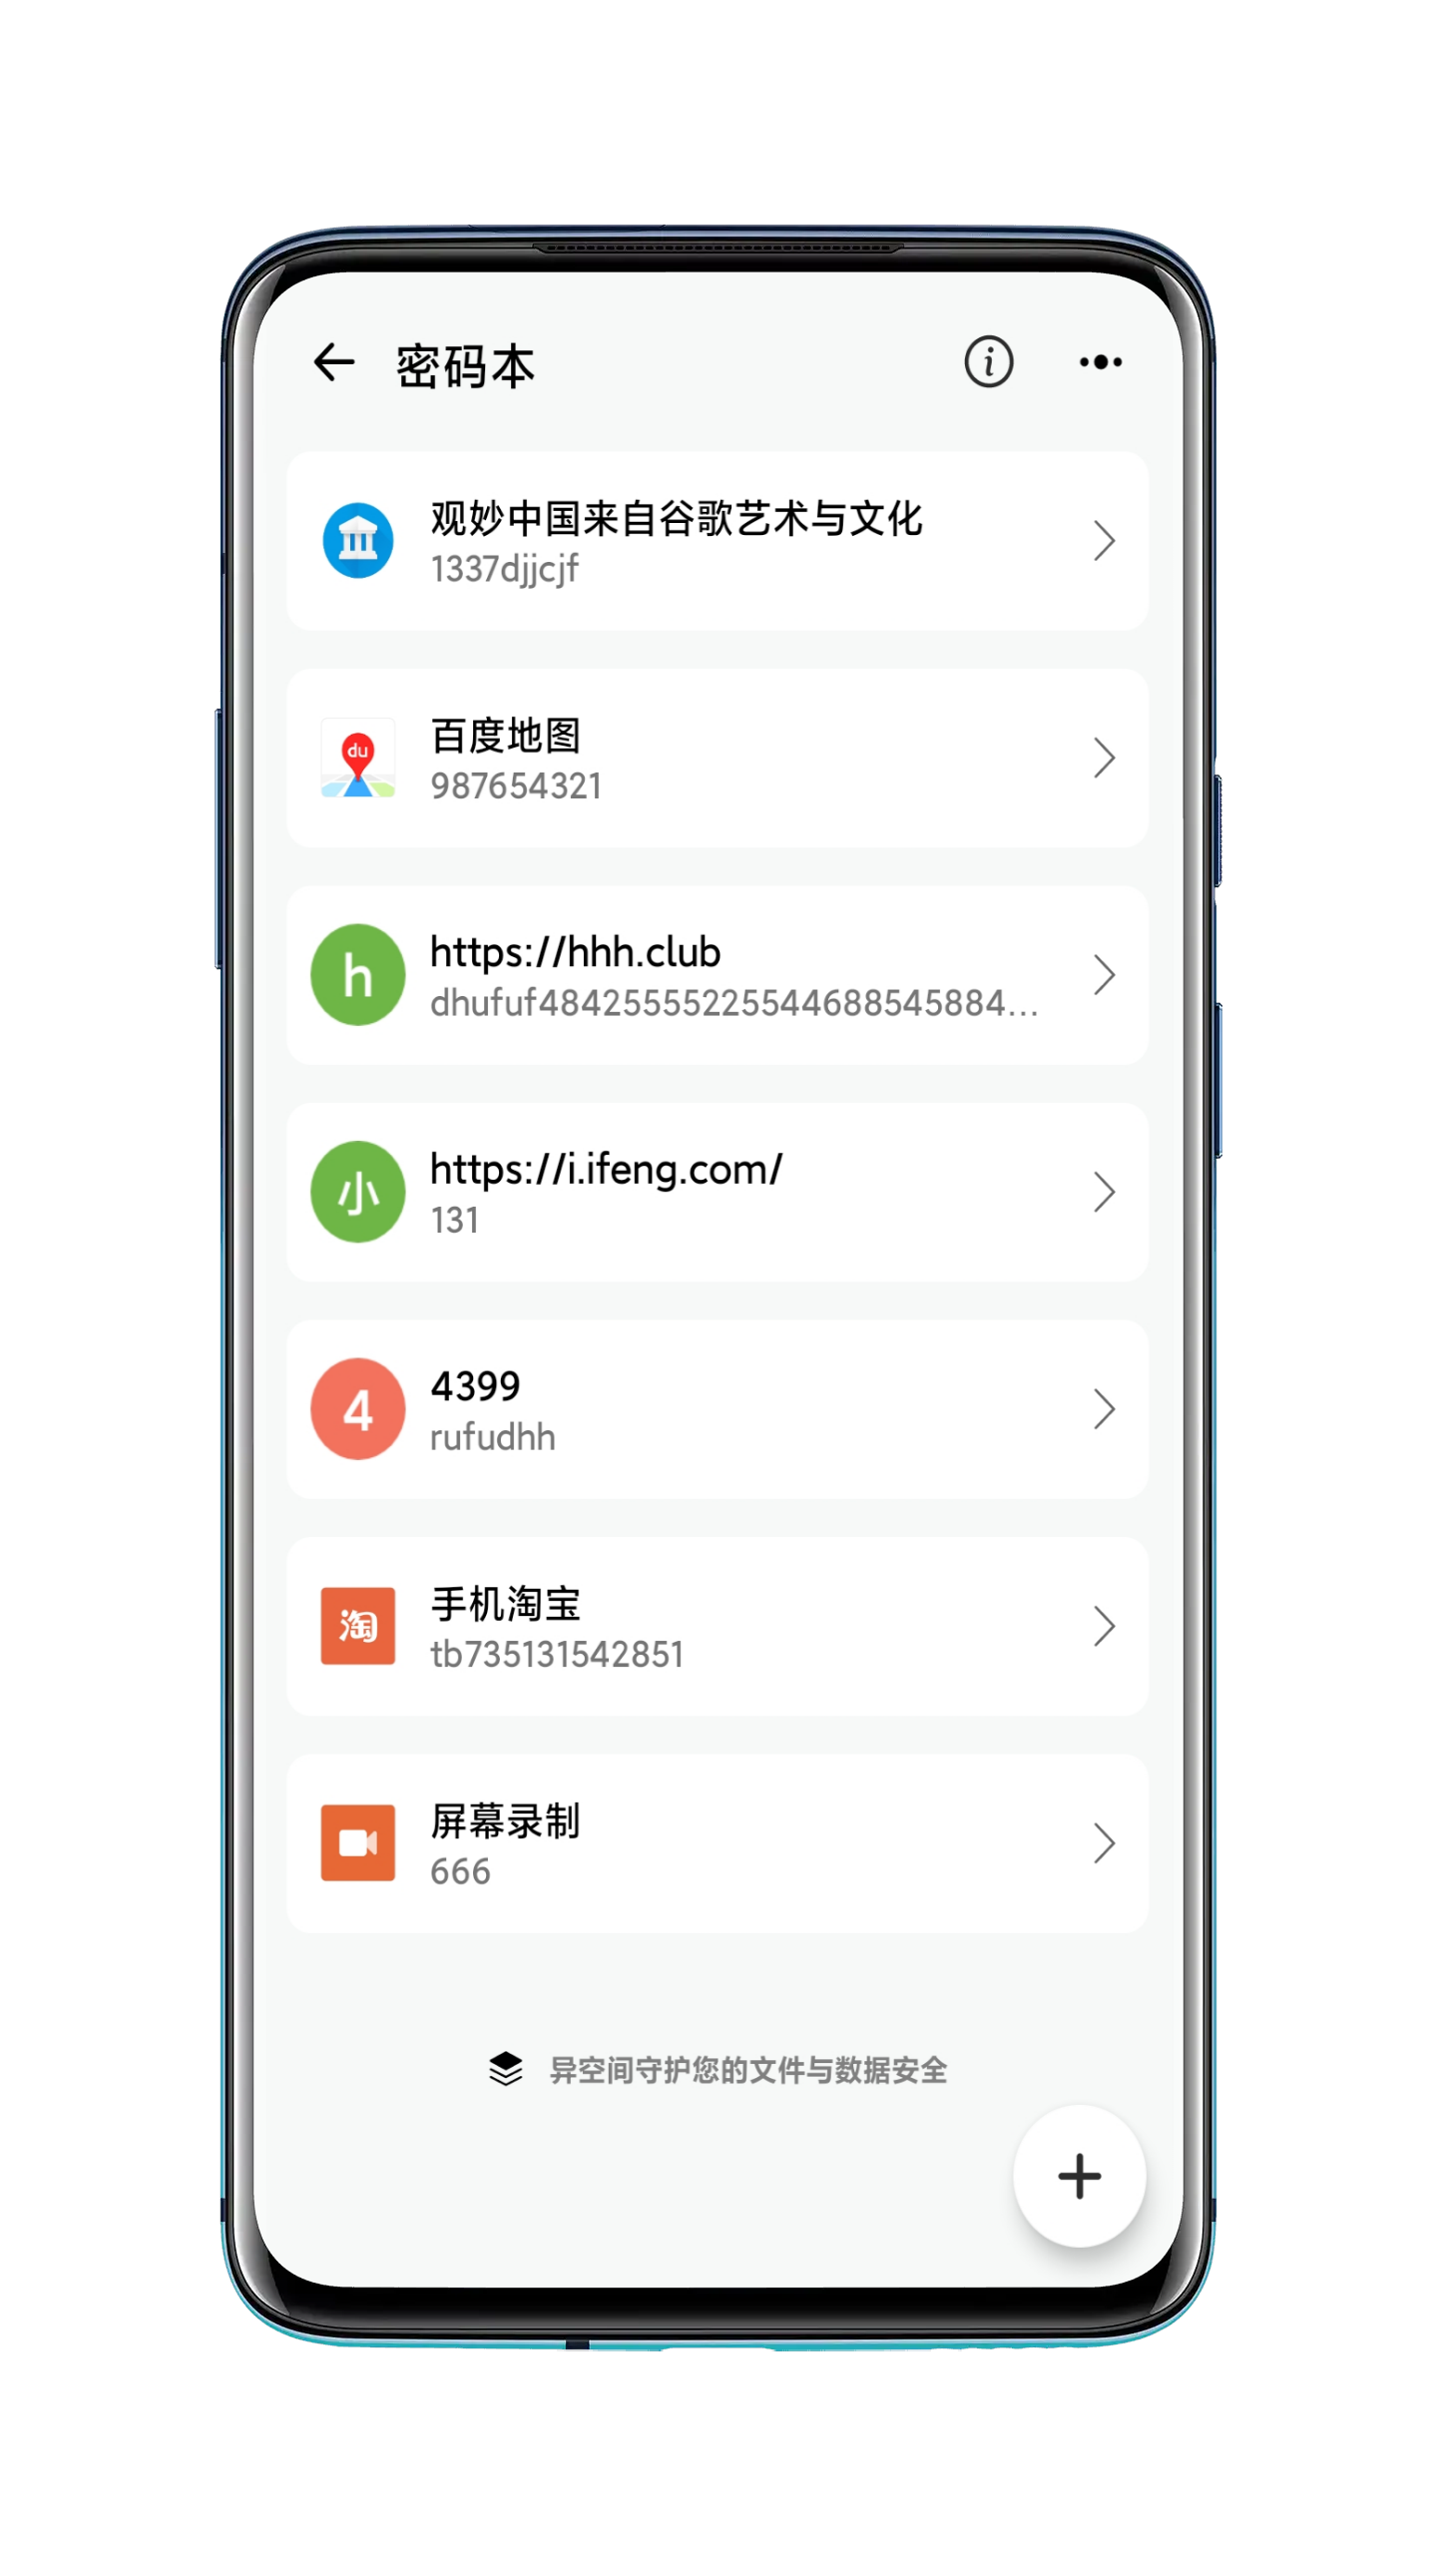 密码本
观妙中国来自谷歌艺术与文化
1337djjcjf
百度地图
du
987654321
h
https://hhh.club
dhufuf48425555225544688545884...
小
https://i.ifeng.com/
131
4
4399
rufudhh
淘
手机淘宝
tb735131542851
屏幕录制
666
异空间守护您的文件与数据安全